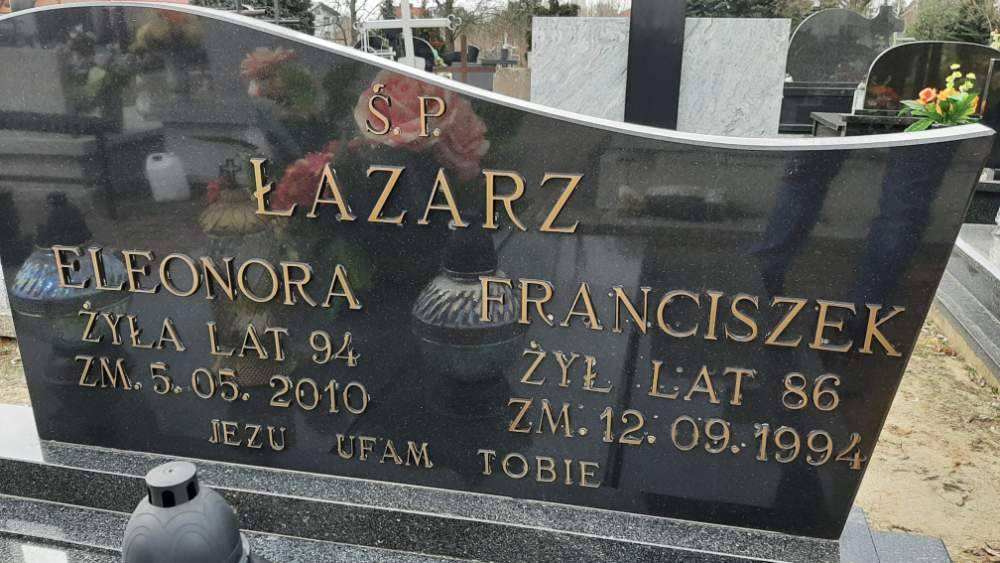 Ś. P.
ŁAZARZ
ELEONORA
ŻYŁA LAT 94
ZM. 5. 05. 2010
FRANCISZEK
ŻYŁ LAT 86
ZM. 12. 09. 1994
JEZU UFAM TOBIE